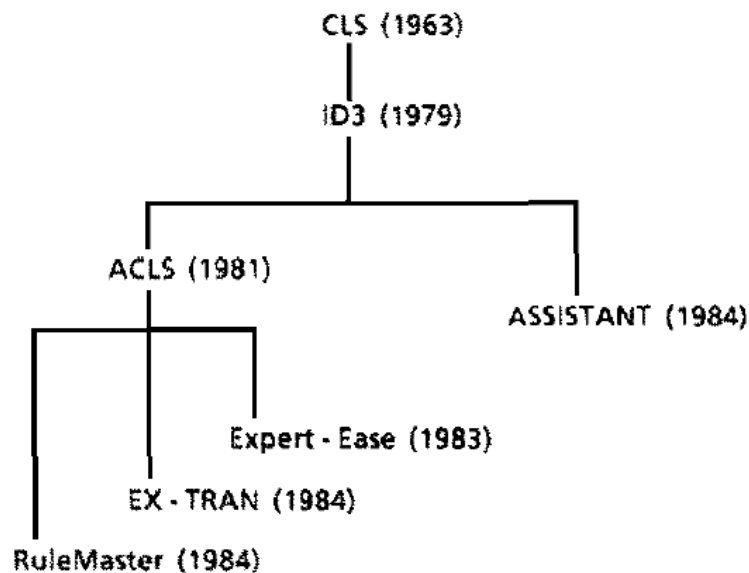 CLS (1963)
ID3 (1979)
ACLS (1981)
ASSISTANT (1984)
Expert - Ease (1983)
EX - TRAN (1984)
RuleMaster (1984)